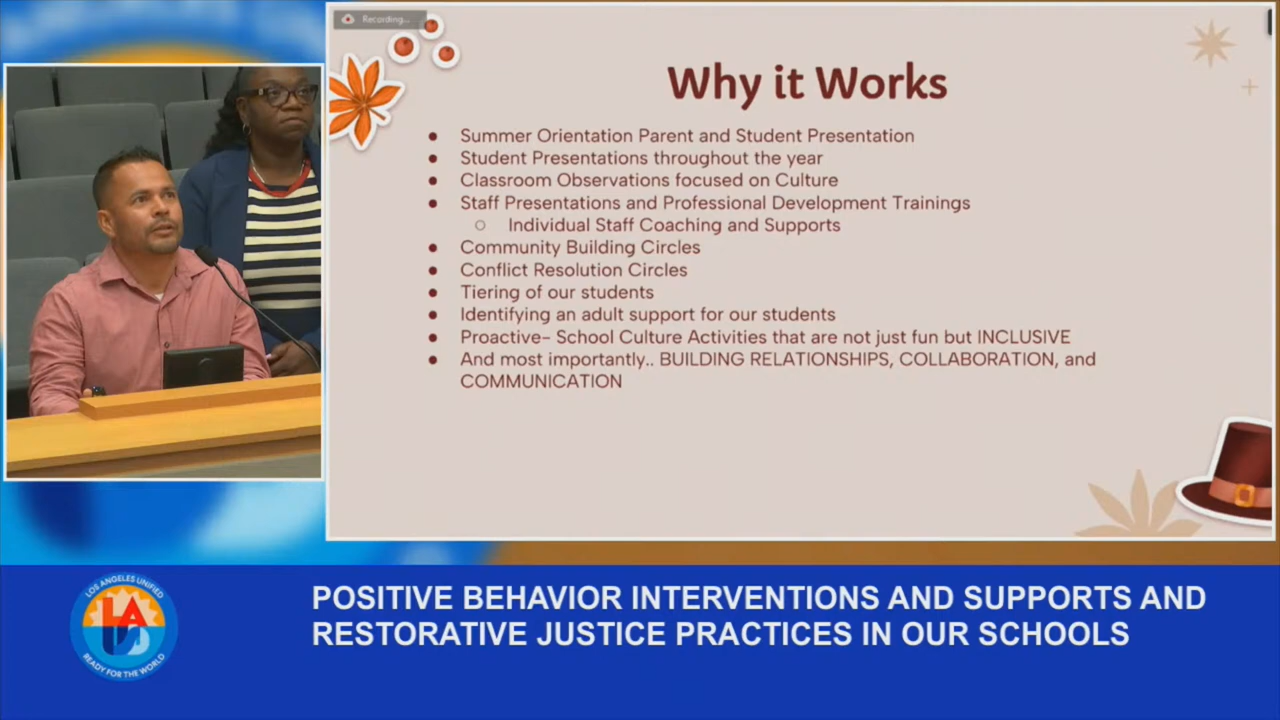 Recording...
Why it Works
● Summer Orientation Parent and Student Presentation
● Student Presentations throughout the year
● Classroom Observations focused on Culture
● Staff Presentations and Professional Development Trainings
○ Individual Staff Coaching and Supports
● Community Building Circles
● Conflict Resolution Circles
● Tiering of our students
● Identifying an adult support for our students
● Proactive- School Culture Activities that are not just fun but INCLUSIVE
● And most importantly.. BUILDING RELATIONSHIPS, COLLABORATION, and
COMMUNICATION
LOS ANGELES UNIFIED
LAUSD
READY FOR THE WORLD
POSITIVE BEHAVIOR INTERVENTIONS AND SUPPORTS AND
RESTORATIVE JUSTICE PRACTICES IN OUR SCHOOLS